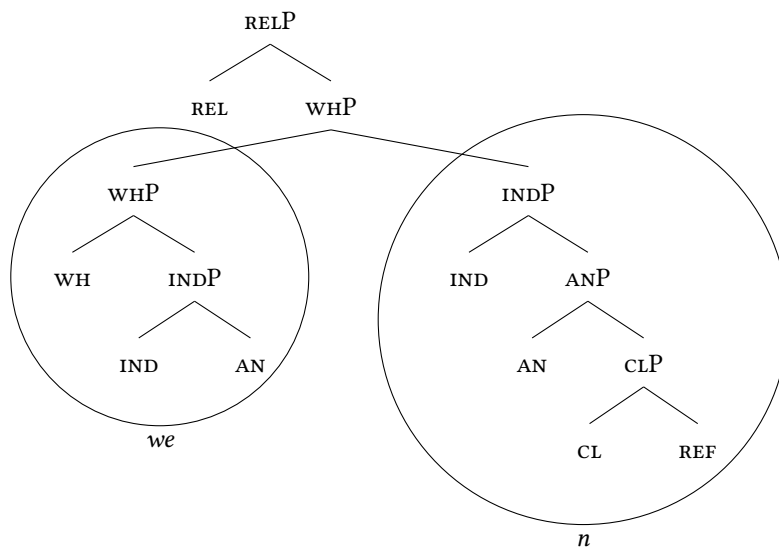 RELP
REL WHP
WHP INDP
WH INDP IND ANP
IND AN AN CLP
we
CL REF
n